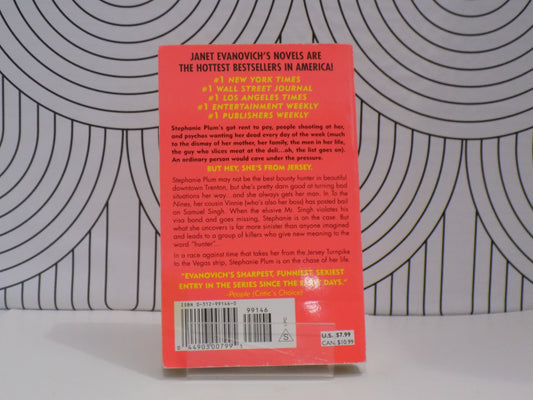 JANET EVANOVICH'S NOVELS ARE
THE HOTTEST BESTSELLERS IN AMERICA!
#1 NEW YORK TIMES
#1 WALL STREET JOURNAL
#1 LOS ANGELES TIMES
#1 ENTERTAINMENT WEEKLY
#1 PUBLISHERS WEEKLY
Stephanie Plum's got rent to pay, people shooting at her,
and psychos wanting her dead every day of the week (much
to the dismay of her mother, her family, the men in her life,
the guy who slices meat at the deli...oh, the list goes on).
An ordinary person would cave under the pressure.
BUT HEY, SHE'S FROM JERSEY.
Stephanie Plum may not be the best bounty hunter in beautiful
downtown Trenton, but she's pretty darn good at turning bad
situations her way...and she always gets her man. In To the
Nines, her cousin Vinnie (who's also her boss) has posted bail
on Samuel Singh. When the elusive Mr. Singh violates his
visa bond and goes missing, Stephanie is on the case. But
what she uncovers is far more sinister than anyone imagined
and leads to a group of killers who give new meaning to the
word "hunter".
In a race against time that takes her from the Jersey Turnpike
to the Vegas strip, Stephanie Plum is on the chase of her life.
"EVANOVICH'S SHARPEST, FUNNIEST, SEXIEST
ENTRY IN THE SERIES SINCE THE DAYS."
—People (Critic's Choice)
ISBN 0-312-99146-0
99146
S
U.S. $7.99
CAN. $10.99